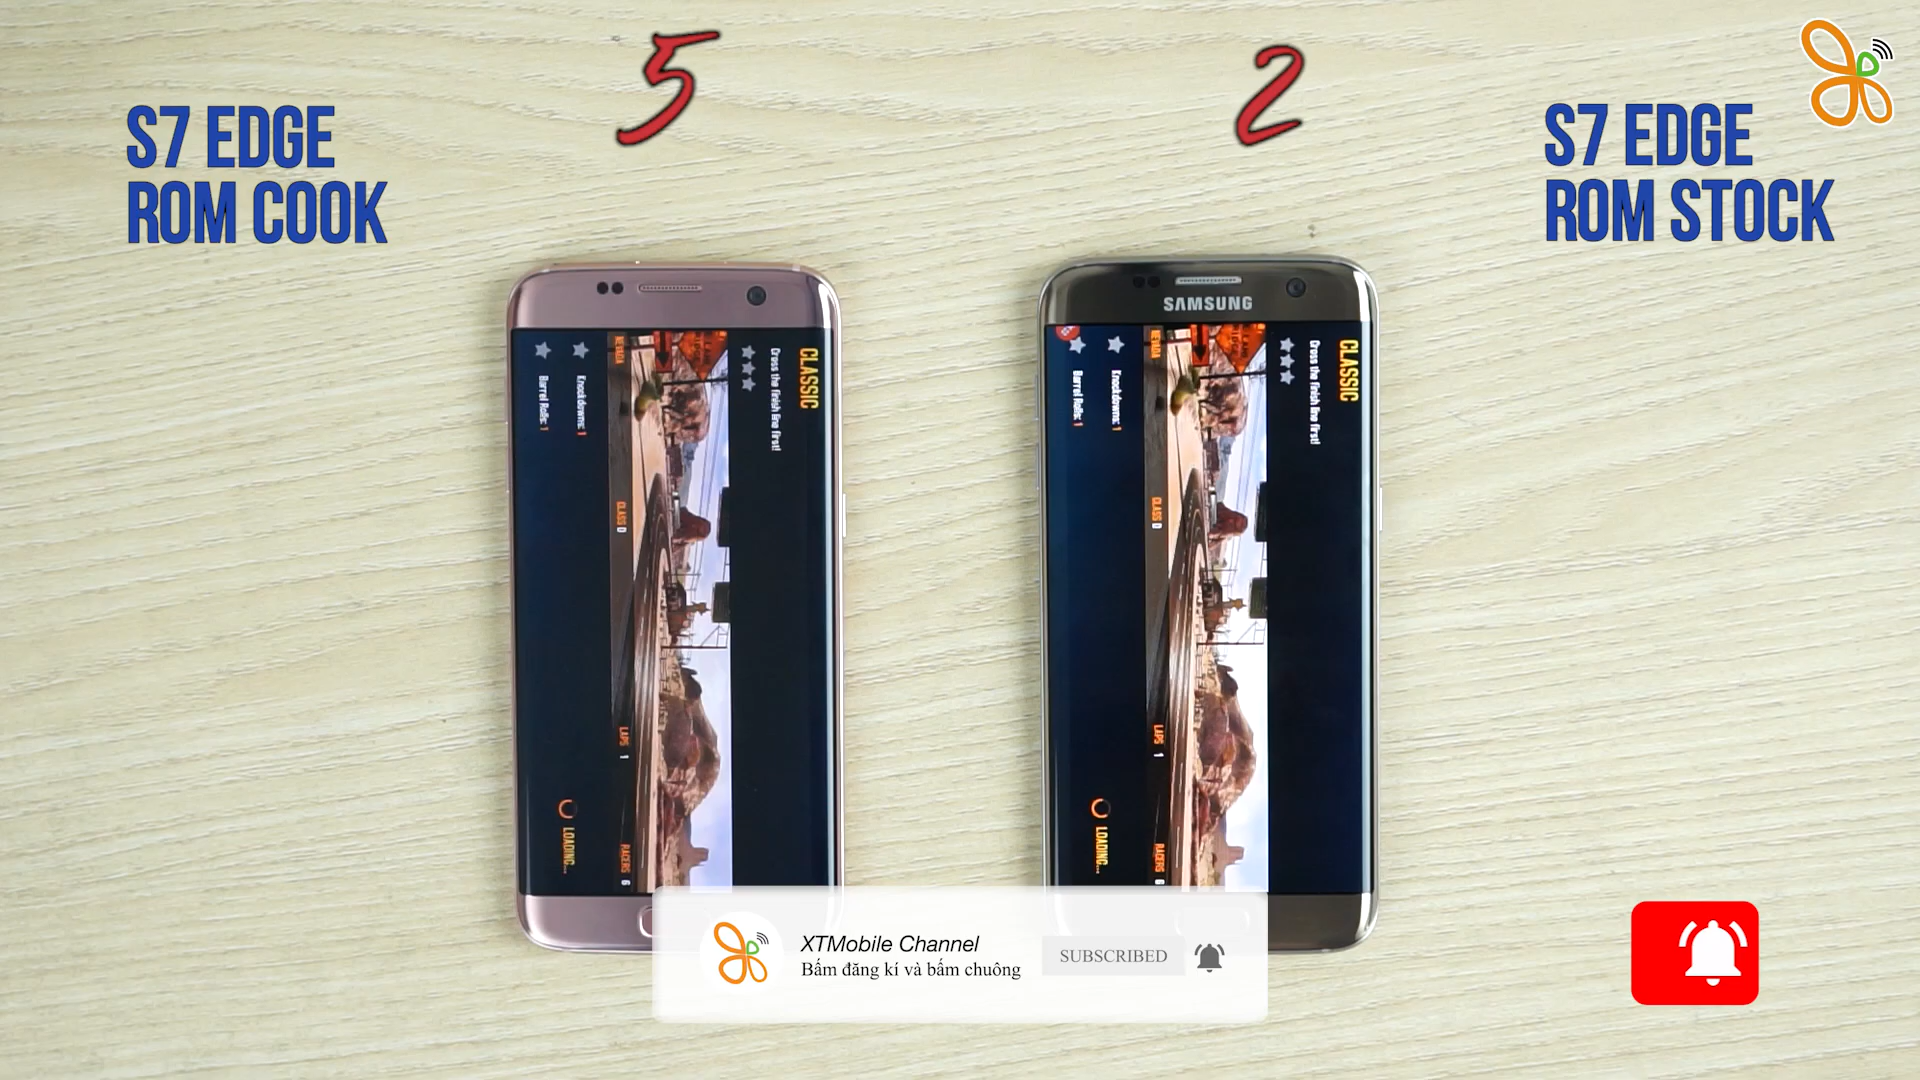 5
2
S7 EDGE
ROM COOK
S7 EDGE
ROM STOCK
CLASSIC
Cross the finish line first!
NEVADA
CLASS D
LAPS 1
RACERS 6
Knockdowns: 1
Barrel Rolls: 1
LOADING...
SAMSUNG
CLASSIC
Cross the finish line first!
NEVADA
CLASS D
LAPS 1
RACERS 6
Knockdowns: 1
Barrel Rolls: 1
LOADING...
XTMobile Channel
Bấm đăng kí và bấm chuông
SUBSCRIBED